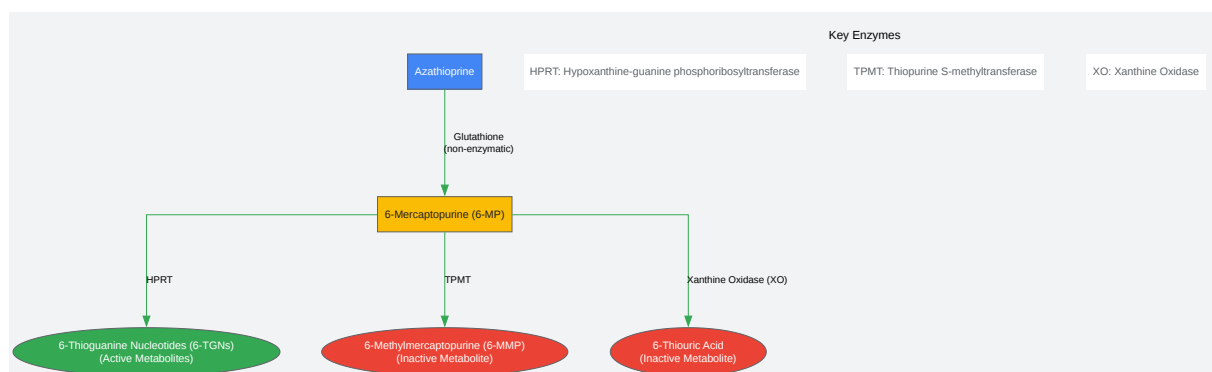 Key Enzymes
Azathioprine
HPRT: Hypoxanthine-guanine phosphoribosyltransferase
TPMT: Thiopurine S-methyltransferase
XO: Xanthine Oxidase
Glutathione
(non-enzymatic)
6-Mercaptopurine (6-MP)
HPRT
TPMT
Xanthine Oxidase (XO)
6-Thioguanine Nucleotides (6-TGNs)
(Active Metabolites)
6-Methylmercaptopurine (6-MMP)
(Inactive Metabolite)
6-Thiouric Acid
(Inactive Metabolite)